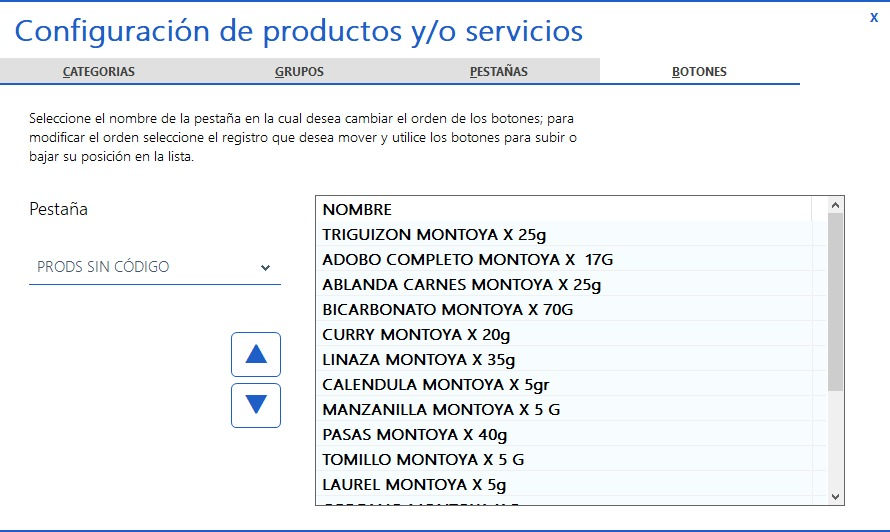 Configuración de productos y/o servicios
X
CATEGORIAS GRUPOS PESTAÑAS BOTONES
Seleccione el nombre de la pestaña en la cual desea cambiar el orden de los botones; para
modificar el orden seleccione el registro que desea mover y utilice los botones para subir o
bajar su posición en la lista.
Pestaña
PRODS SIN CÓDIGO
NOMBRE
TRIGUIZON MONTOYA X 25g
ADOBO COMPLETO MONTOYA X  17G
ABLANDA CARNES MONTOYA X 25g
BICARBONATO MONTOYA X 70G
CURRY MONTOYA X 20g
LINAZA MONTOYA X 35g
CALENDULA MONTOYA X 5gr
MANZANILLA MONTOYA X 5 G
PASAS MONTOYA X 40g
TOMILLO MONTOYA X 5 G
LAUREL MONTOYA X 5g